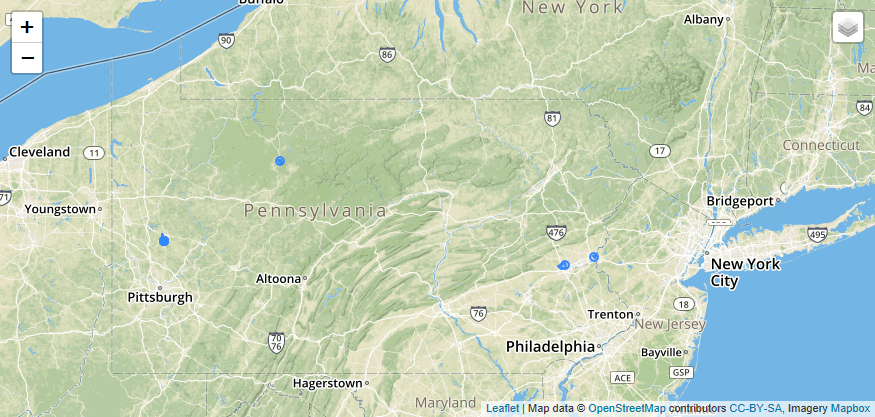 Buffalo
New York
Albany
+
−
90
86
Ma
84
81
Connecticut
Cleveland
11
17
71
Youngstown
Pennsylvania
Bridgeport
476
495
New York
City
Altoona
Pittsburgh
18
76
Trenton
New Jersey
70
76
Philadelphia
Bayville
ACE
GSP
Hagerstown
Maryland
Leaflet | Map data © OpenStreetMap contributors CC-BY-SA, Imagery Mapbox